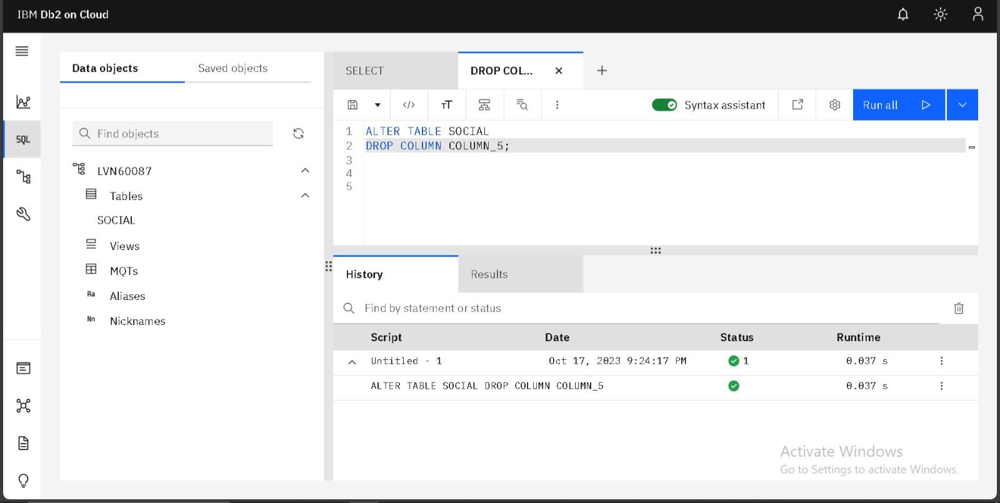 IBM Db2 on Cloud
Data objects
Saved objects
Find objects
SQL
LVN60087
Tables
SOCIAL
Views
MQTs
Aa Aliases
Nn Nicknames
SELECT
DROP COL...
</>
TT
Syntax assistant
Run all
1 ALTER TABLE SOCIAL
2 DROP COLUMN COLUMN_5;
3
4
5
History
Results
Find by statement or status
Script Date Status Runtime
Untitled - 1 Oct 17, 2023 9:24:17 PM 1 0.037 s
ALTER TABLE SOCIAL DROP COLUMN COLUMN_5 0.037 s
Activate Windows
Go to Settings to activate Windows.